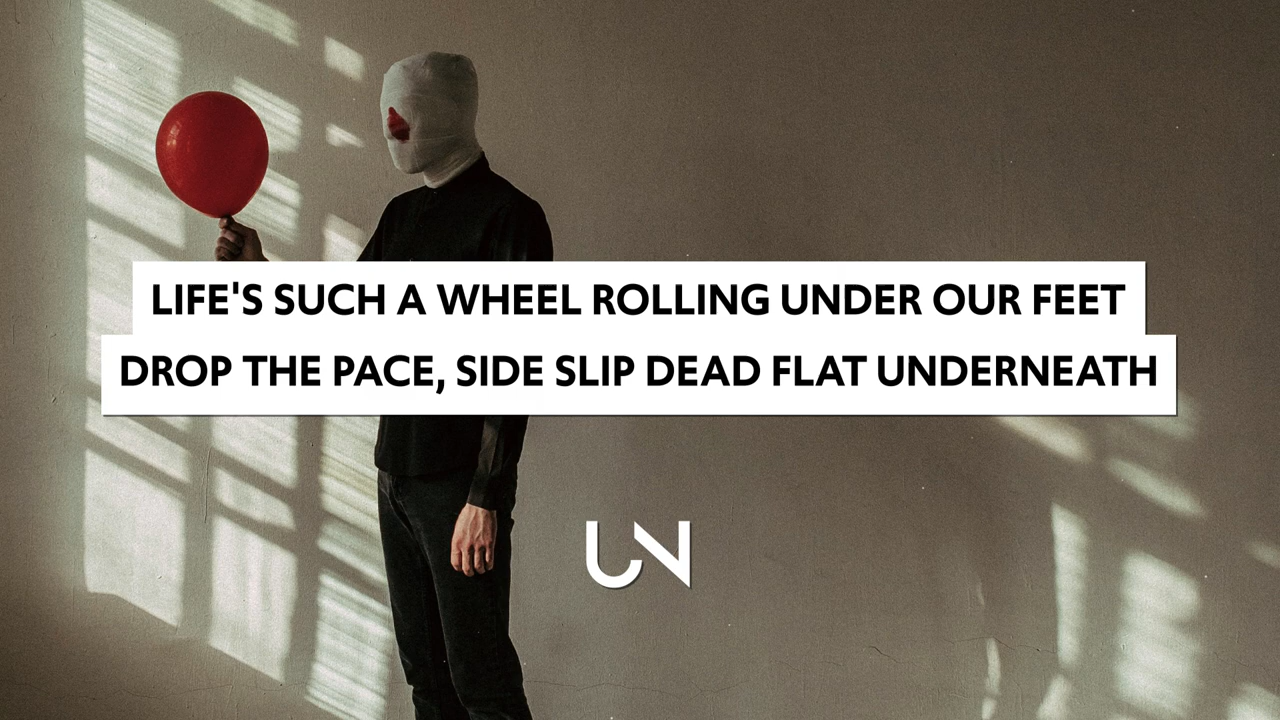 LIFE'S SUCH A WHEEL ROLLING UNDER OUR FEET
DROP THE PACE, SIDE SLIP DEAD FLAT UNDERNEATH
UN